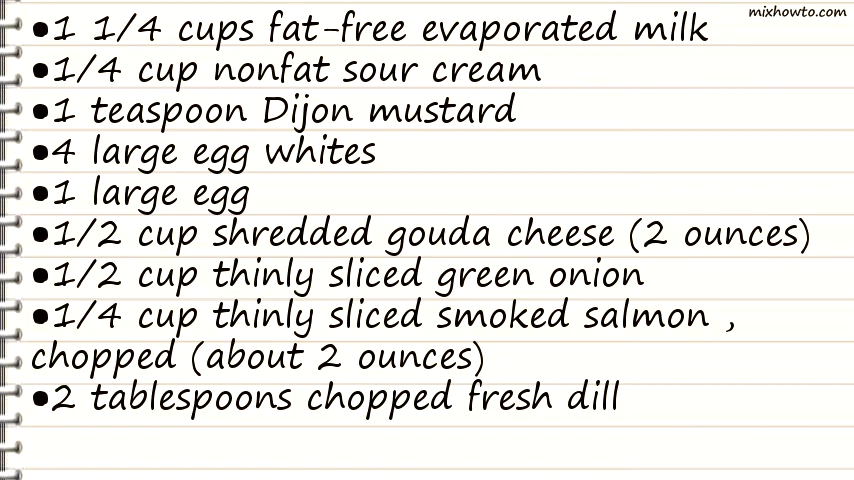 mixhowto.com
•1 1/4 cups fat-free evaporated milk
•1/4 cup nonfat sour cream
•1 teaspoon Dijon mustard
•4 large egg whites
•1 large egg
•1/2 cup shredded gouda cheese (2 ounces)
•1/2 cup thinly sliced green onion
•1/4 cup thinly sliced smoked salmon ,
chopped (about 2 ounces)
•2 tablespoons chopped fresh dill